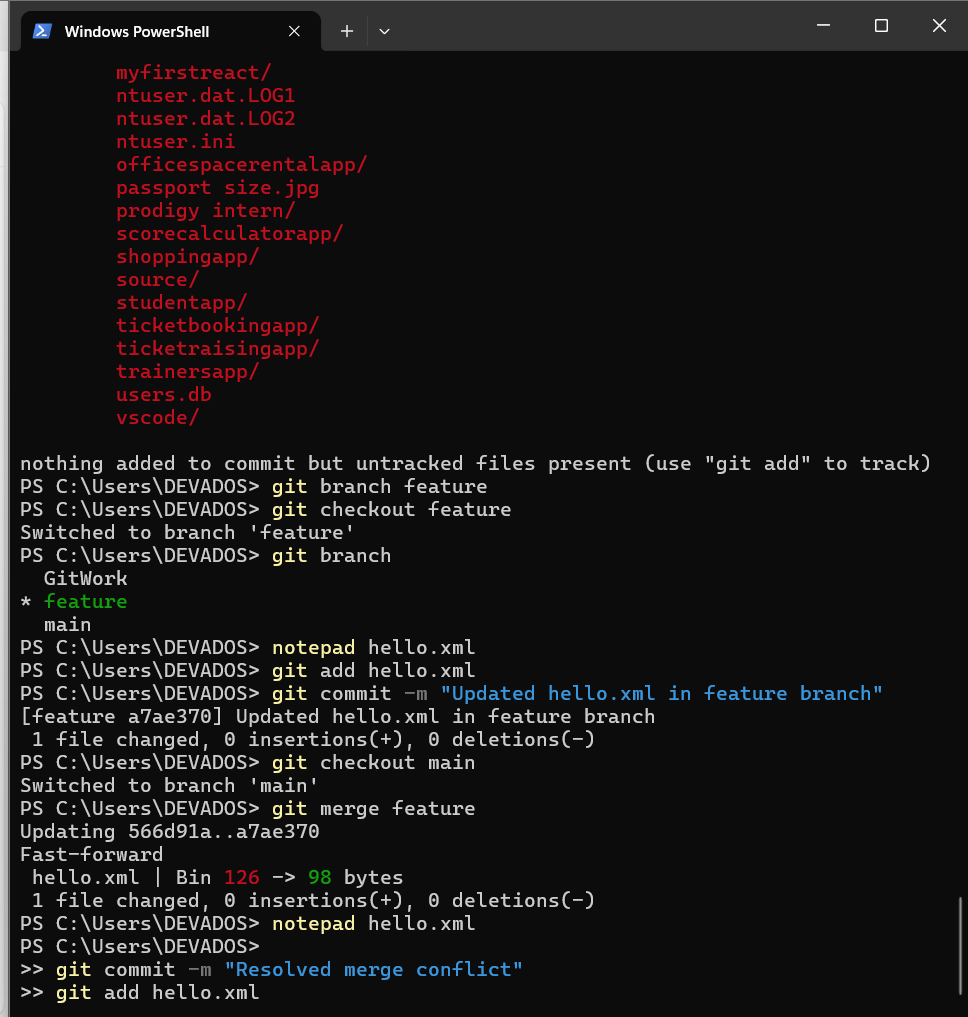 Windows PowerShell
myfirstreact/
ntuser.dat.LOG1
ntuser.dat.LOG2
ntuser.ini
officespacerentalapp/
passport size.jpg
prodigy intern/
scorecalculatorapp/
shoppingapp/
source/
studentapp/
ticketbookingapp/
ticketraisingapp/
trainersapp/
users.db
vscode/
nothing added to commit but untracked files present (use "git add" to track)
PS C:\Users\DEVADOS> git branch feature
PS C:\Users\DEVADOS> git checkout feature
Switched to branch 'feature'
PS C:\Users\DEVADOS> git branch
GitWork
* feature
main
PS C:\Users\DEVADOS> notepad hello.xml
PS C:\Users\DEVADOS> git add hello.xml
PS C:\Users\DEVADOS> git commit -m "Updated hello.xml in feature branch"
[feature a7ae370] Updated hello.xml in feature branch
1 file changed, 0 insertions(+), 0 deletions(-)
PS C:\Users\DEVADOS> git checkout main
Switched to branch 'main'
PS C:\Users\DEVADOS> git merge feature
Updating 566d91a..a7ae370
Fast-forward
hello.xml | Bin 126 -> 98 bytes
1 file changed, 0 insertions(+), 0 deletions(-)
PS C:\Users\DEVADOS> notepad hello.xml
PS C:\Users\DEVADOS>
>> git commit -m "Resolved merge conflict"
>> git add hello.xml